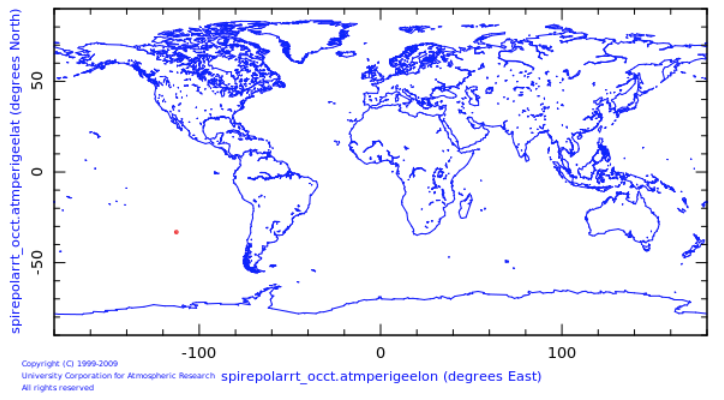 spirepolarrt_occt.atmperigeelat (degrees North)
50
0
-50
-100
0
100
spirepolarrt_occt.atmperigeelon (degrees East)
Copyright (C) 1999-2009
University Corporation for Atmospheric Research
All rights reserved